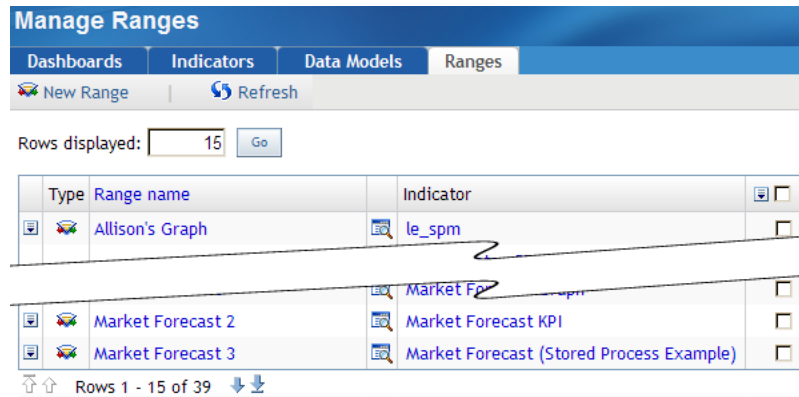 Manage Ranges
Dashboards Indicators Data Models Ranges
New Range | Refresh
Rows displayed: 15 Go
Type Range name Indicator
Allison's Graph le_spm
Market
Market Forecast 2 Market Forecast KPI
Market Forecast 3 Market Forecast (Stored Process Example)
Rows 1 - 15 of 39